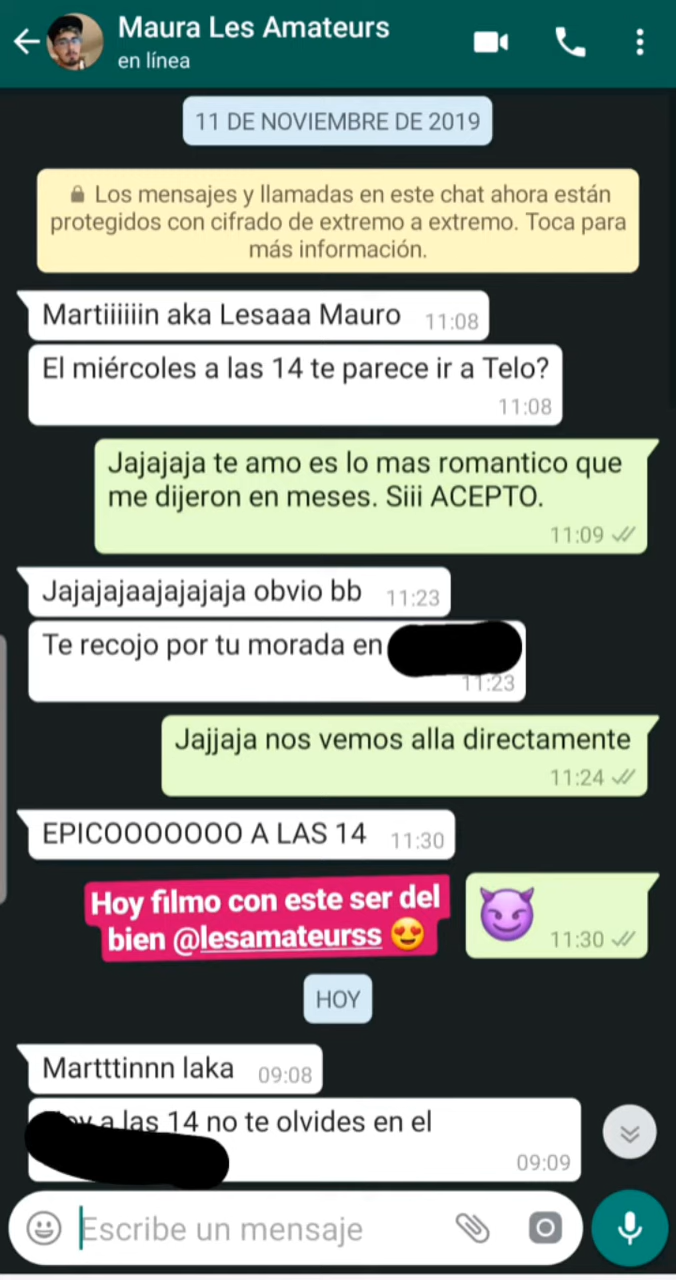 Maura Les Amateurs
en línea
11 DE NOVIEMBRE DE 2019
Los mensajes y llamadas en este chat ahora están
protegidos con cifrado de extremo a extremo. Toca para
más información.
Martiiiiiin aka Lesaaa Mauro 11:08
El miércoles a las 14 te parece ir a Telo?
11:08
Jajajaja te amo es lo mas romantico que
me dijeron en meses. Siii ACEPTO.
11:09
Jajajajaajajajaja obvio bb 11:23
Te recojo por tu morada en
11:23
Jajjaja nos vemos alla directamente
11:24
EPICOOOOOOO A LAS 14 11:30
Hoy filmo con este ser del
bien @lesamateurss
11:30
HOY
Martttinnn laka 09:08
a las 14 no te olvides en el
09:09
Escribe un mensaje